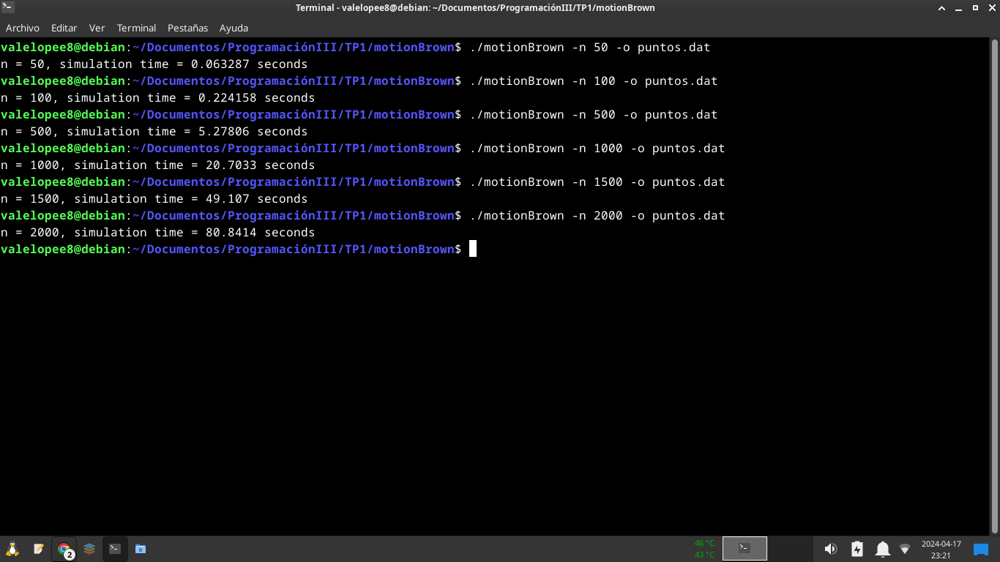 Terminal - valelopee8@debian: ~/Documentos/ProgramaciónIII/TP1/motionBrown
Archivo Editar Ver Terminal Pestañas Ayuda
valelopee8@debian:~/Documentos/ProgramaciónIII/TP1/motionBrown$ ./motionBrown -n 50 -o puntos.dat
n = 50, simulation time = 0.063287 seconds
valelopee8@debian:~/Documentos/ProgramaciónIII/TP1/motionBrown$ ./motionBrown -n 100 -o puntos.dat
n = 100, simulation time = 0.224158 seconds
valelopee8@debian:~/Documentos/ProgramaciónIII/TP1/motionBrown$ ./motionBrown -n 500 -o puntos.dat
n = 500, simulation time = 5.27806 seconds
valelopee8@debian:~/Documentos/ProgramaciónIII/TP1/motionBrown$ ./motionBrown -n 1000 -o puntos.dat
n = 1000, simulation time = 20.7033 seconds
valelopee8@debian:~/Documentos/ProgramaciónIII/TP1/motionBrown$ ./motionBrown -n 1500 -o puntos.dat
n = 1500, simulation time = 49.107 seconds
valelopee8@debian:~/Documentos/ProgramaciónIII/TP1/motionBrown$ ./motionBrown -n 2000 -o puntos.dat
n = 2000, simulation time = 80.8414 seconds
valelopee8@debian:~/Documentos/ProgramaciónIII/TP1/motionBrown$
2
46 °C
43 °C
2024-04-17
23:21